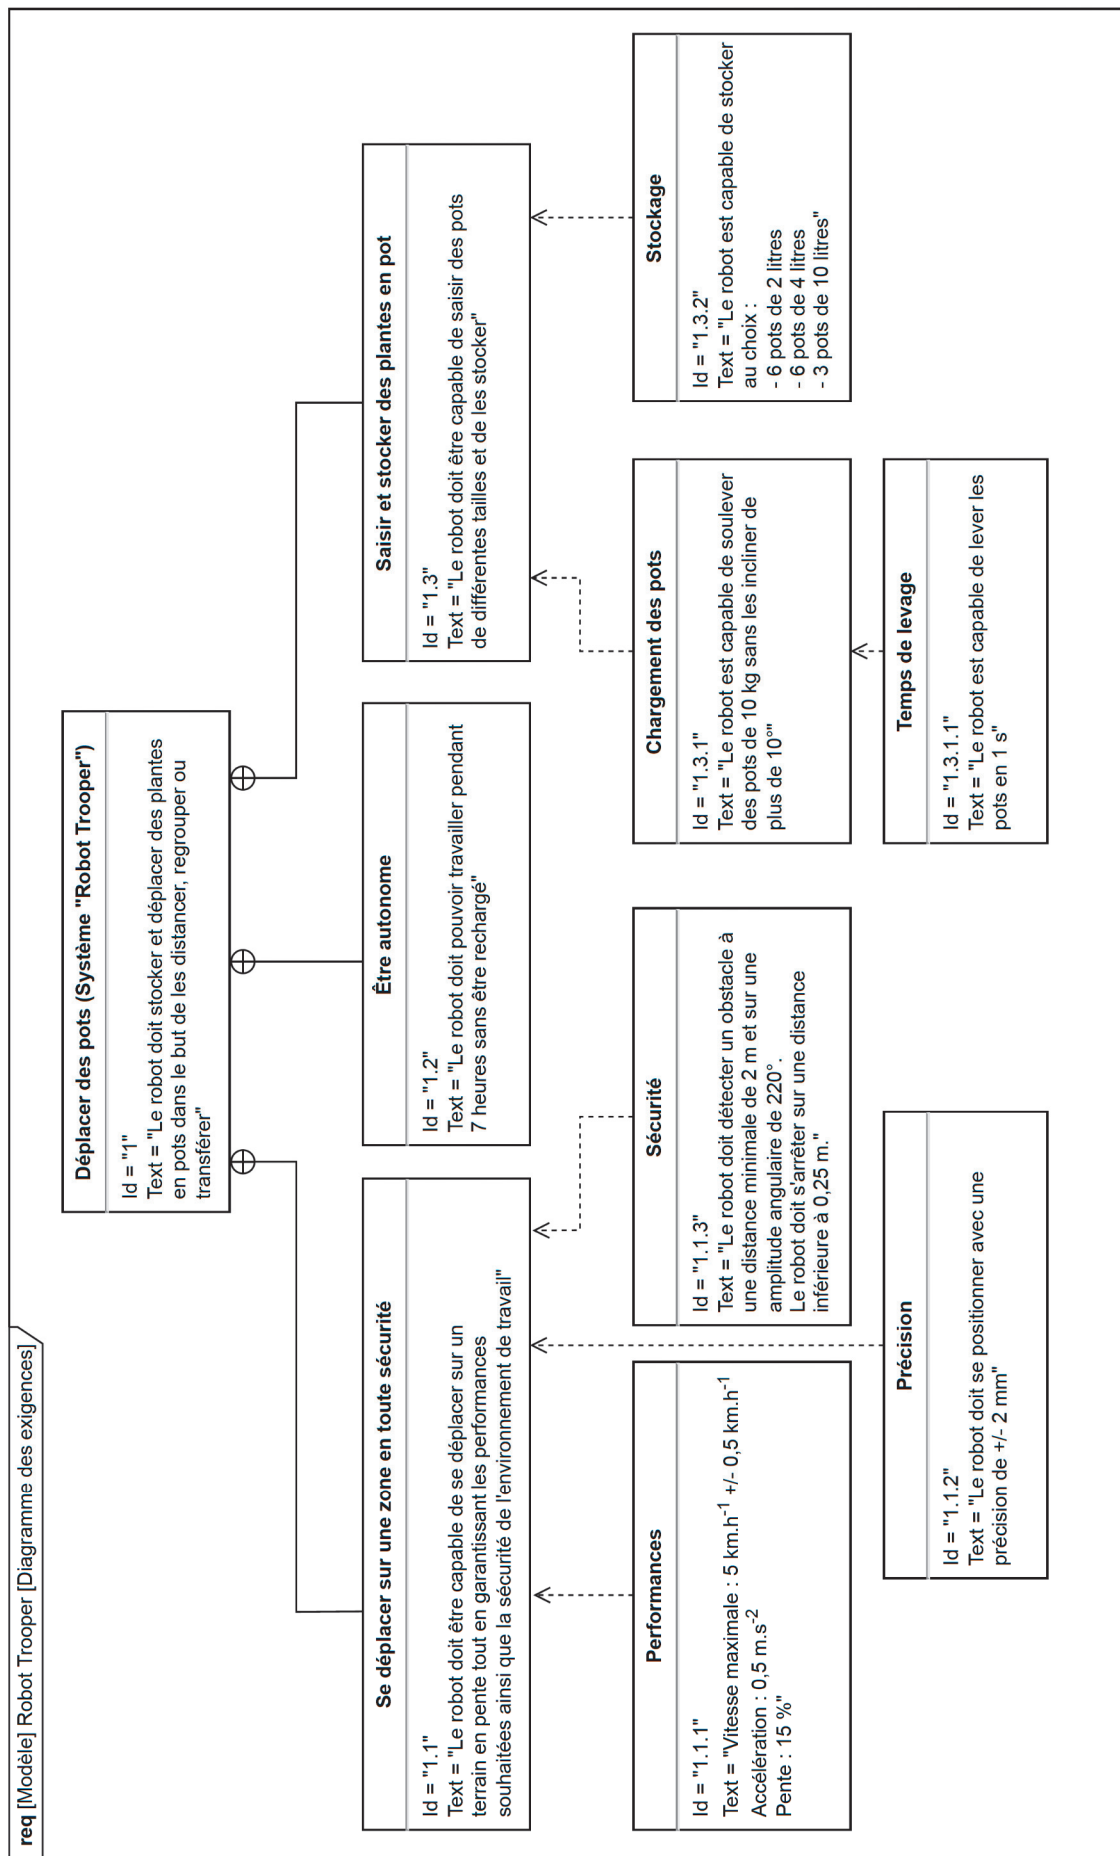 req [Modèle] Robot Trooper [Diagramme des exigences]
Déplacer des pots (Système "Robot Trooper")
Id = "1"
Text = "Le robot doit stocker et déplacer des plantes
en pots dans le but de les distancer, regrouper ou
transférer"
Se déplacer sur une zone en toute sécurité
Id = "1.1"
Text = "Le robot doit être capable de se déplacer sur un
terrain en pente tout en garantissant les performances
souhaitées ainsi que la sécurité de l'environnement de travail"
Être autonome
Id = "1.2"
Text = "Le robot doit pouvoir travailler pendant
7 heures sans être rechargé"
Saisir et stocker des plantes en pot
Id = "1.3"
Text = "Le robot doit être capable de saisir des pots
de différentes tailles et de les stocker"
Performances
Id = "1.1.1"
Text = "Vitesse maximale : 5 km.h⁻¹ +/- 0,5 km.h⁻¹
Accélération : 0,5 m.s⁻²
Pente : 15 %"
Sécurité
Id = "1.1.3"
Text = "Le robot doit détecter un obstacle à
une distance minimale de 2 m et sur une
amplitude angulaire de 220°.
Le robot doit s'arrêter sur une distance
inférieure à 0,25 m."
Chargement des pots
Id = "1.3.1"
Text = "Le robot est capable de soulever
des pots de 10 kg sans les incliner de
plus de 10°"
Stockage
Id = "1.3.2"
Text = "Le robot est capable de stocker
au choix :
- 6 pots de 2 litres
- 6 pots de 4 litres
- 3 pots de 10 litres"
Précision
Id = "1.1.2"
Text = "Le robot doit se positionner avec une
précision de +/- 2 mm"
Temps de levage
Id = "1.3.1.1"
Text = "Le robot est capable de lever les
pots en 1 s"